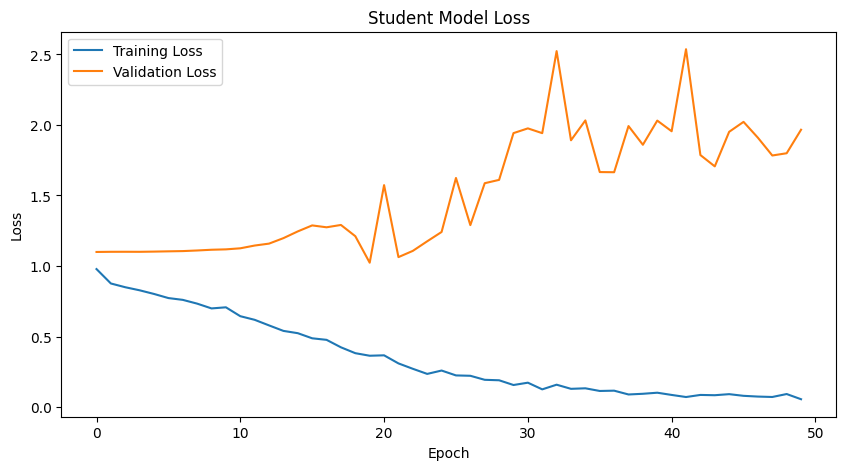 Student Model Loss
Training Loss
Validation Loss
2.5
2.0
1.5
1.0
0.5
0.0
Loss
0 10 20 30 40 50
Epoch